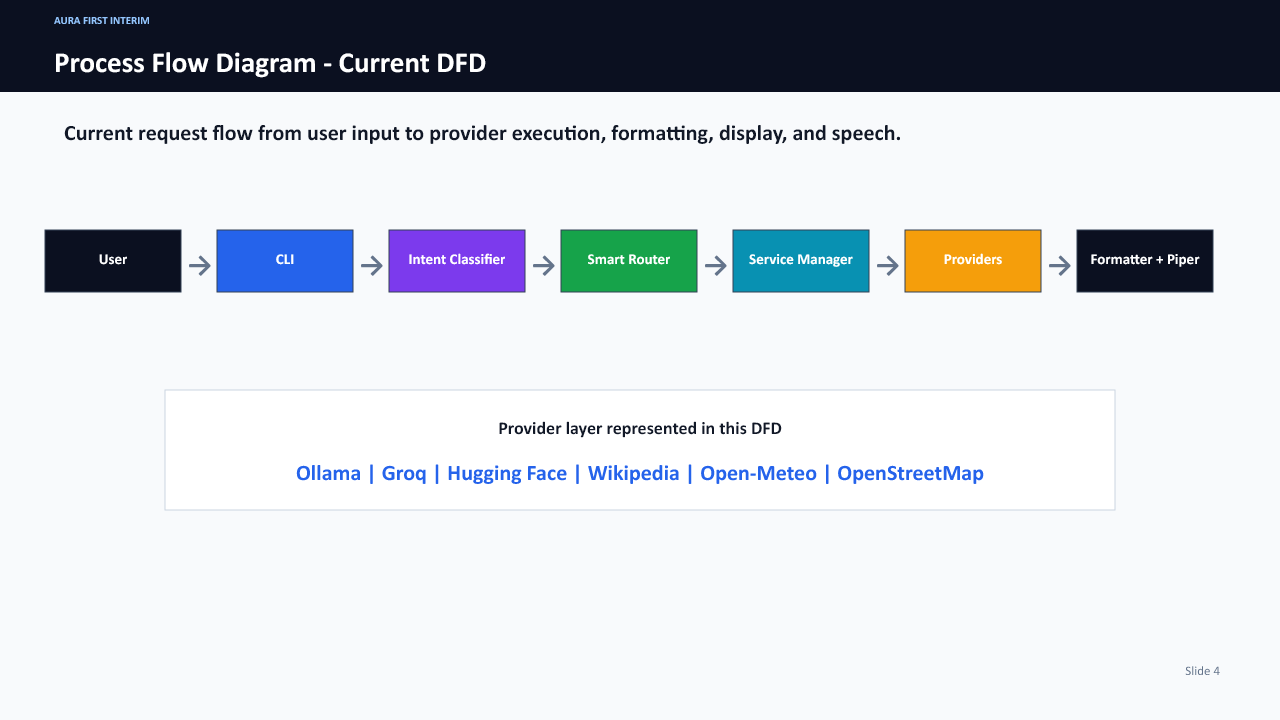 AURA FIRST INTERIM
Process Flow Diagram - Current DFD
Current request flow from user input to provider execution, formatting, display, and speech.
User
CLI
Intent Classifier
Smart Router
Service Manager
Providers
Formatter + Piper
Provider layer represented in this DFD
Ollama | Groq | Hugging Face | Wikipedia | Open-Meteo | OpenStreetMap
Slide 4